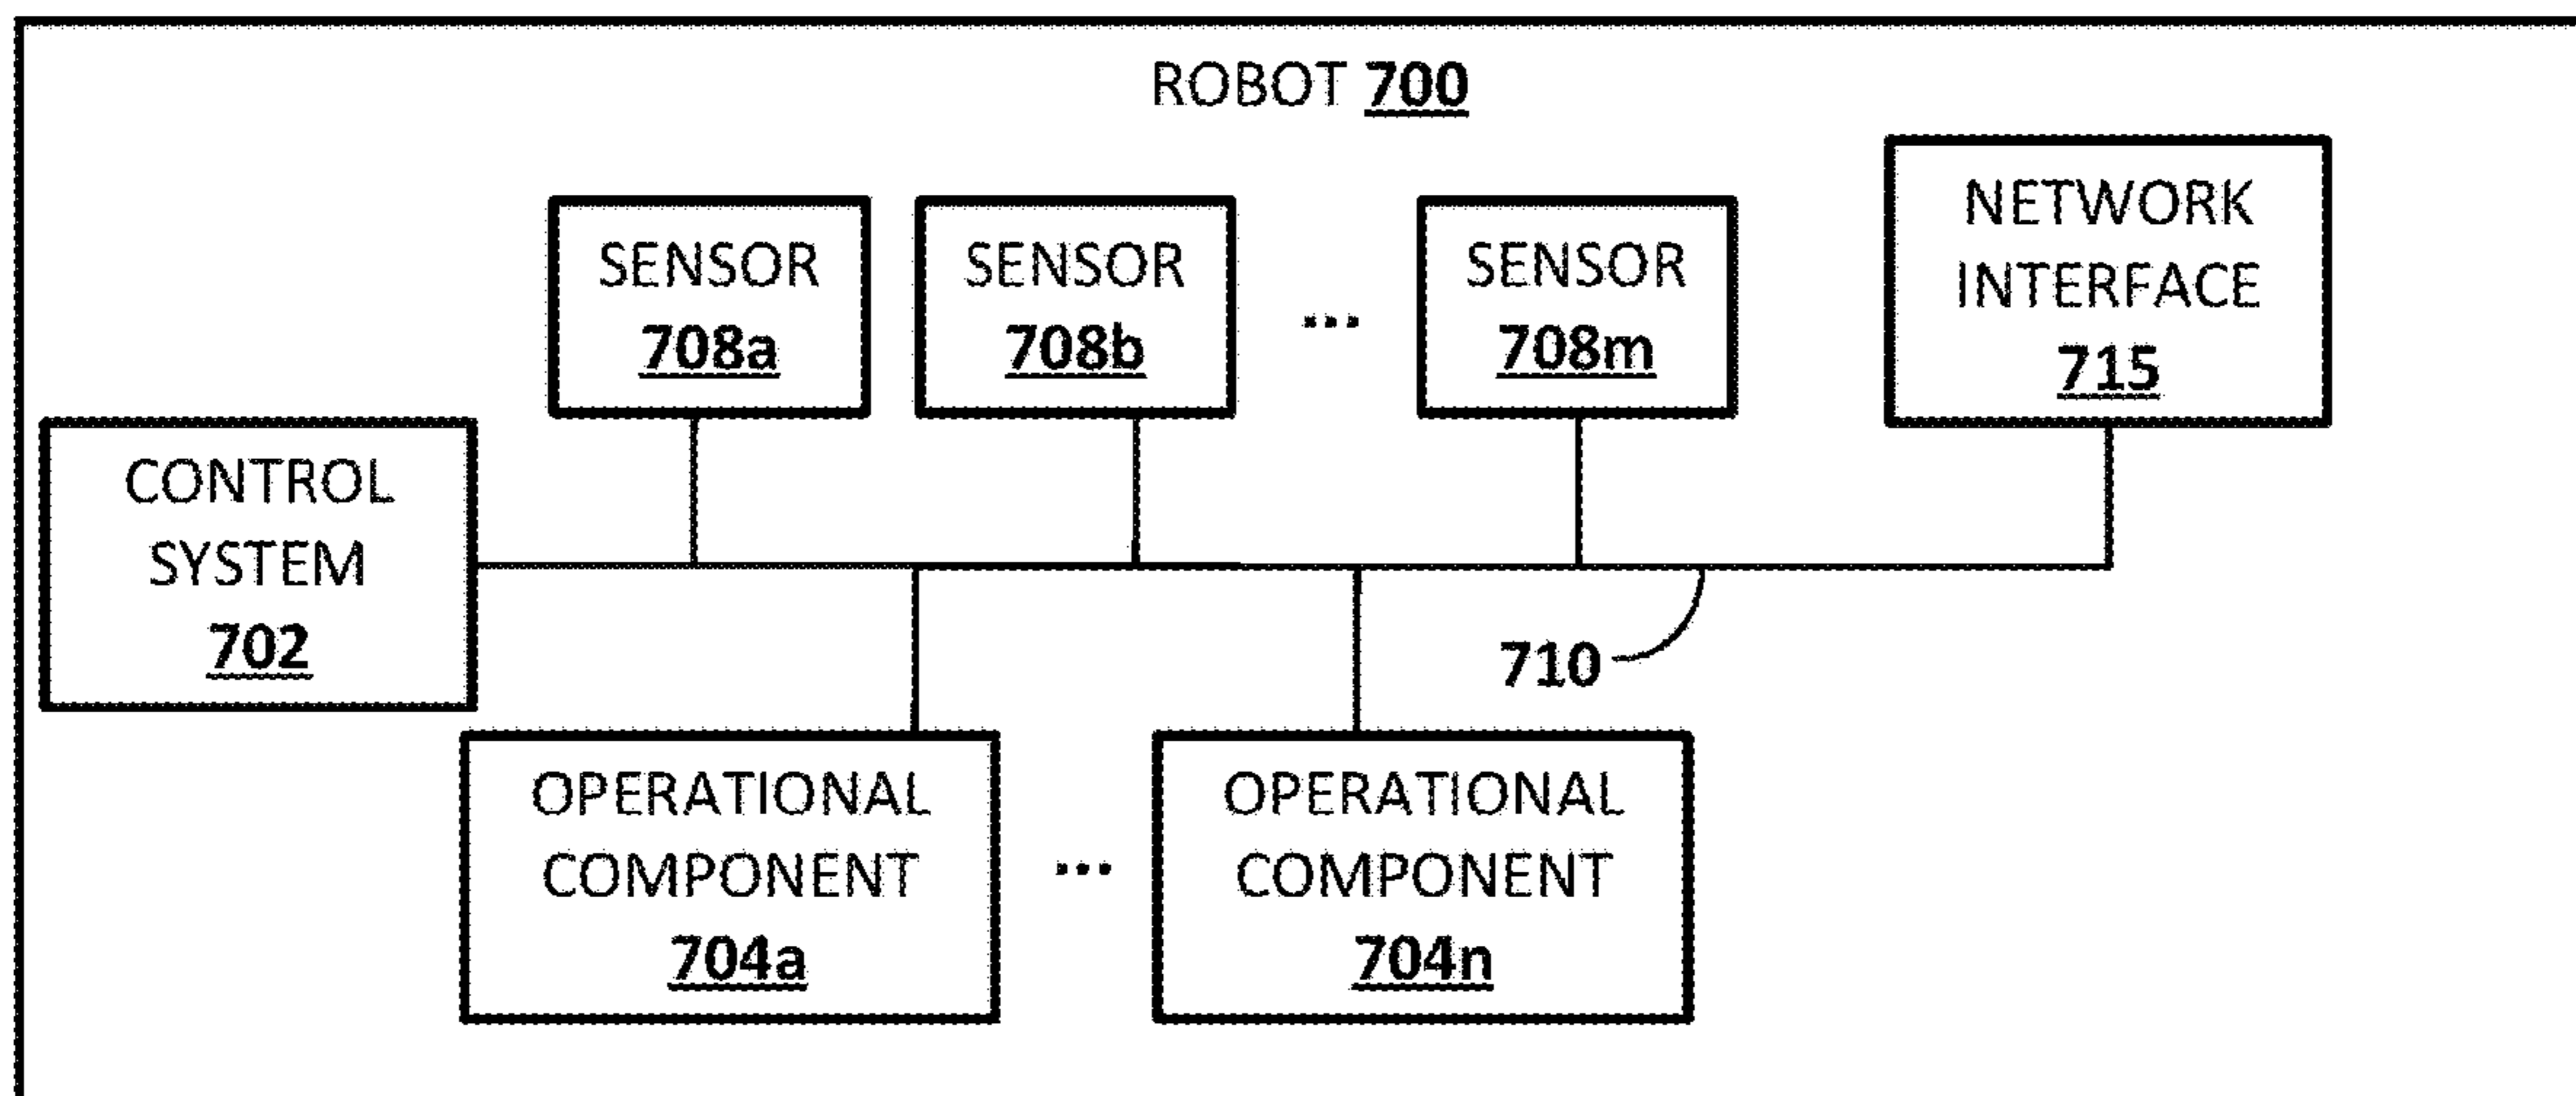 ROBOT 700
SENSOR
708a
SENSOR
708b
...
SENSOR
708m
NETWORK
INTERFACE
715
CONTROL
SYSTEM
702
710
OPERATIONAL
COMPONENT
704a
...
OPERATIONAL
COMPONENT
704n